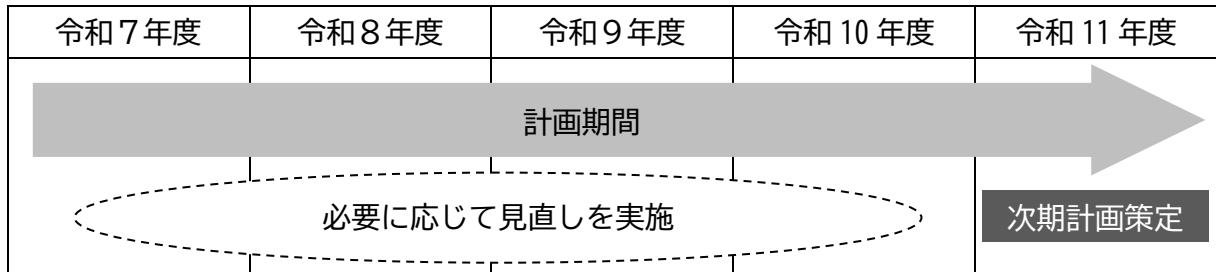 令和７年度
令和８年度
令和９年度
令和 10 年度
令和 11 年度
計画期間
必要に応じて見直しを実施
次期計画策定